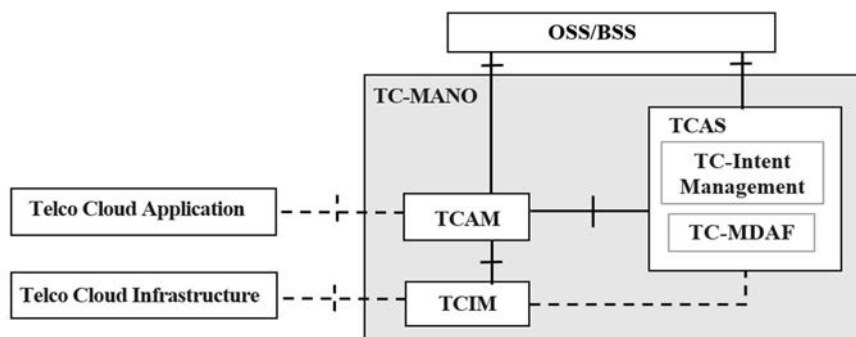 OSS/BSS
TC-MANO
TCAS
TC-Intent
Management
Telco Cloud Application
TCAM
TC-MDAF
Telco Cloud Infrastructure
TCIM